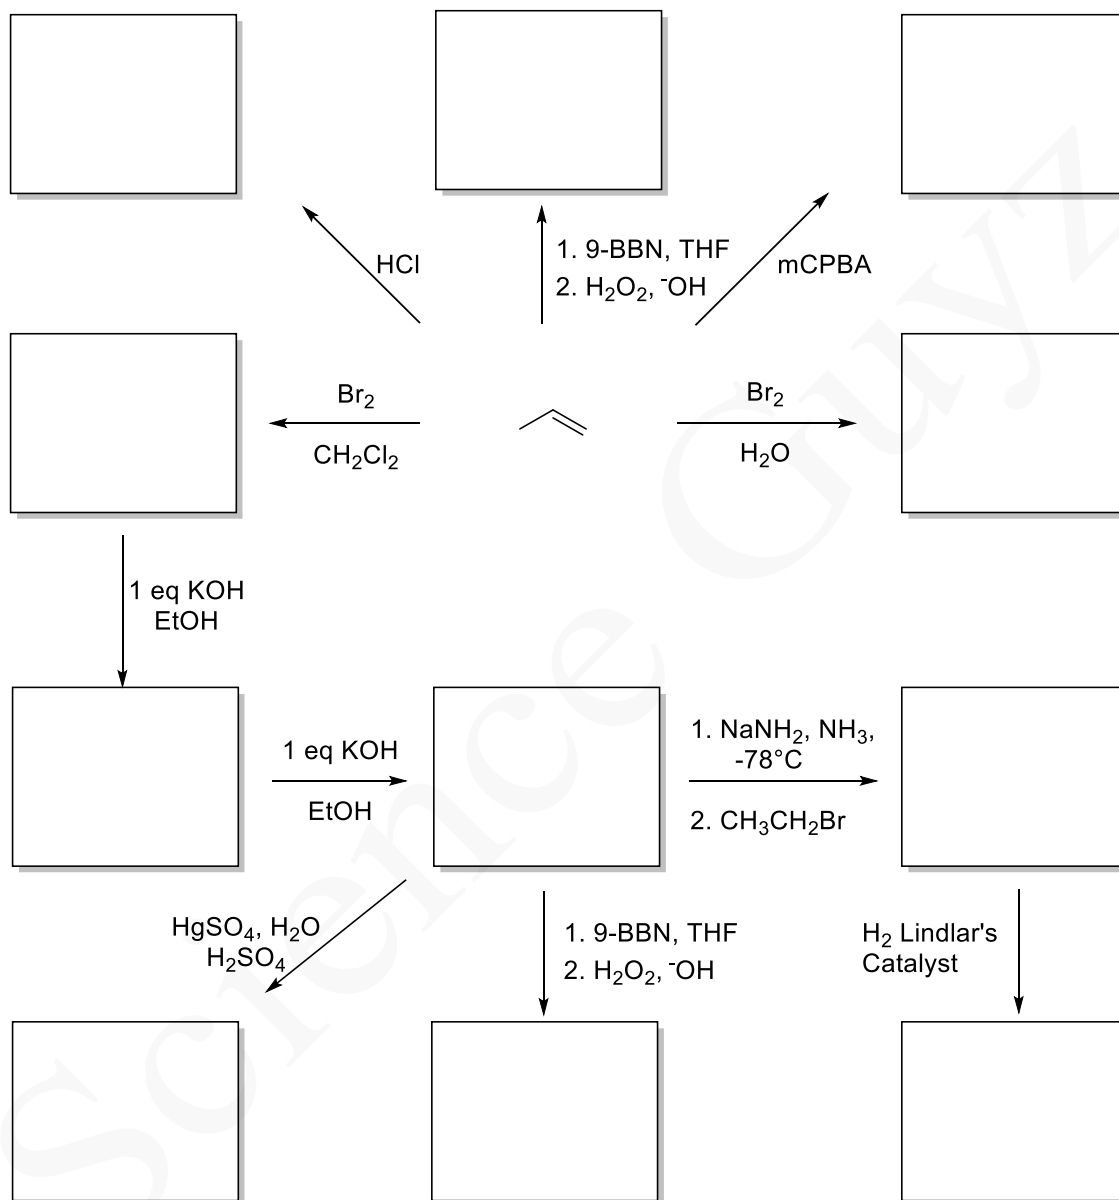 HCl
1. 9-BBN, THF
2. H₂O₂, ⁻OH
mCPBA
Br₂
CH₂Cl₂
Br₂
H₂O
1 eq KOH
EtOH
1 eq KOH
EtOH
1. NaNH₂, NH₃,
-78°C
2. CH₃CH₂Br
HgSO₄, H₂O
H₂SO₄
1. 9-BBN, THF
2. H₂O₂, ⁻OH
H₂ Lindlar's
Catalyst
Science Guyz